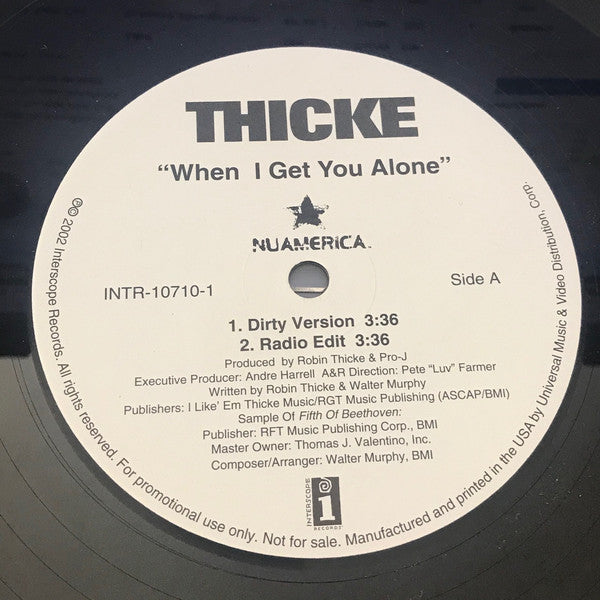 THICKE
“When I Get You Alone”
NUAMERICA™
INTR-10710-1
Side A
1. Dirty Version 3:36
2. Radio Edit 3:36
Produced by Robin Thicke & Pro-J
Executive Producer: Andre Harrell A&R Direction: Pete “Luv” Farmer
Written by Robin Thicke & Walter Murphy
Publishers: I Like’ Em Thicke Music/RGT Music Publishing (ASCAP/BMI)
Sample Of Fifth Of Beethoven:
Publisher: RFT Music Publishing Corp., BMI
Master Owner: Thomas J. Valentino, Inc.
Composer/Arranger: Walter Murphy, BMI
INTERSCOPE
i
RECORDS
℗© 2002 Interscope Records. All rights reserved. For promotional use only. Not for sale. Manufactured and printed in the USA by Universal Music & Video Distribution, Corp.